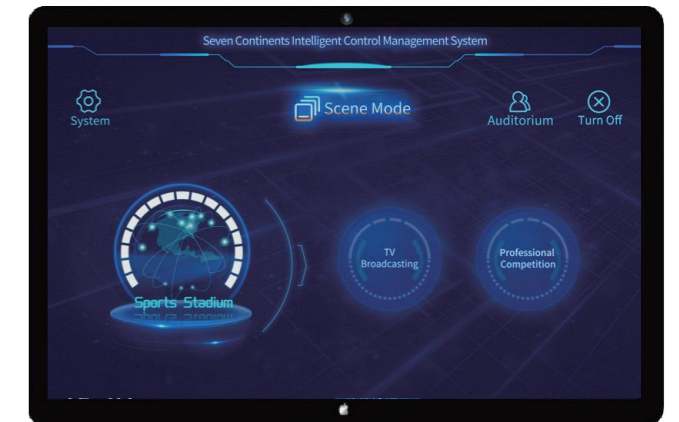 Seven Continents Intelligent Control Management System
System
Scene Mode
Auditorium
Turn Off
TV
Broadcasting
Professional
Competition
Sports Stadium